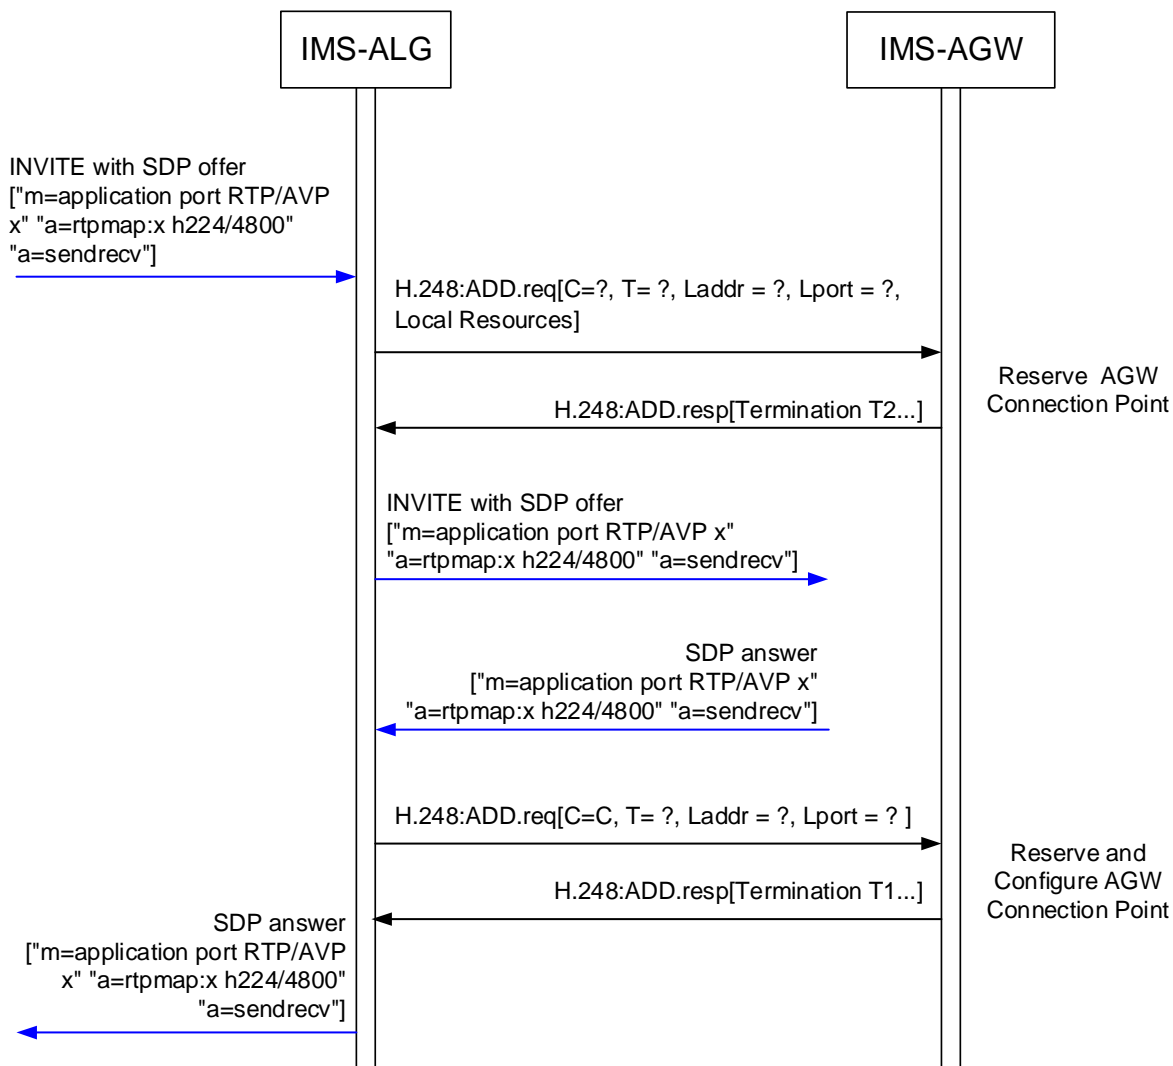 IMS-ALG
IMS-AGW
INVITE with SDP offer
["m=application port RTP/AVP
x" "a=rtpmap:x h224/4800"
"a=sendrecv"]
H.248:ADD.req[C=?, T= ?, Laddr = ?, Lport = ?,
Local Resources]
Reserve  AGW
Connection Point
H.248:ADD.resp[Termination T2...]
INVITE with SDP offer
["m=application port RTP/AVP x"
"a=rtpmap:x h224/4800" "a=sendrecv"]
SDP answer
["m=application port RTP/AVP x"
"a=rtpmap:x h224/4800" "a=sendrecv"]
H.248:ADD.req[C=C, T= ?, Laddr = ?, Lport = ? ]
Reserve and
Configure AGW
Connection Point
H.248:ADD.resp[Termination T1...]
SDP answer
["m=application port RTP/AVP
x" "a=rtpmap:x h224/4800"
"a=sendrecv"]